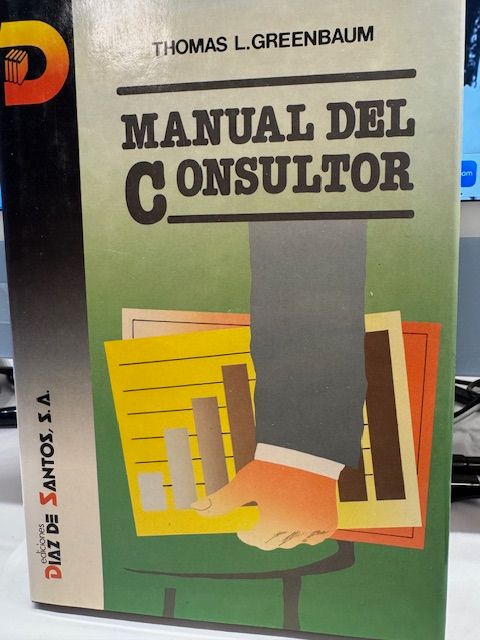 THOMAS L. GREENBAUM
MANUAL DEL
CONSULTOR
ediciones
DIAZ DE SANTOS, S.A.